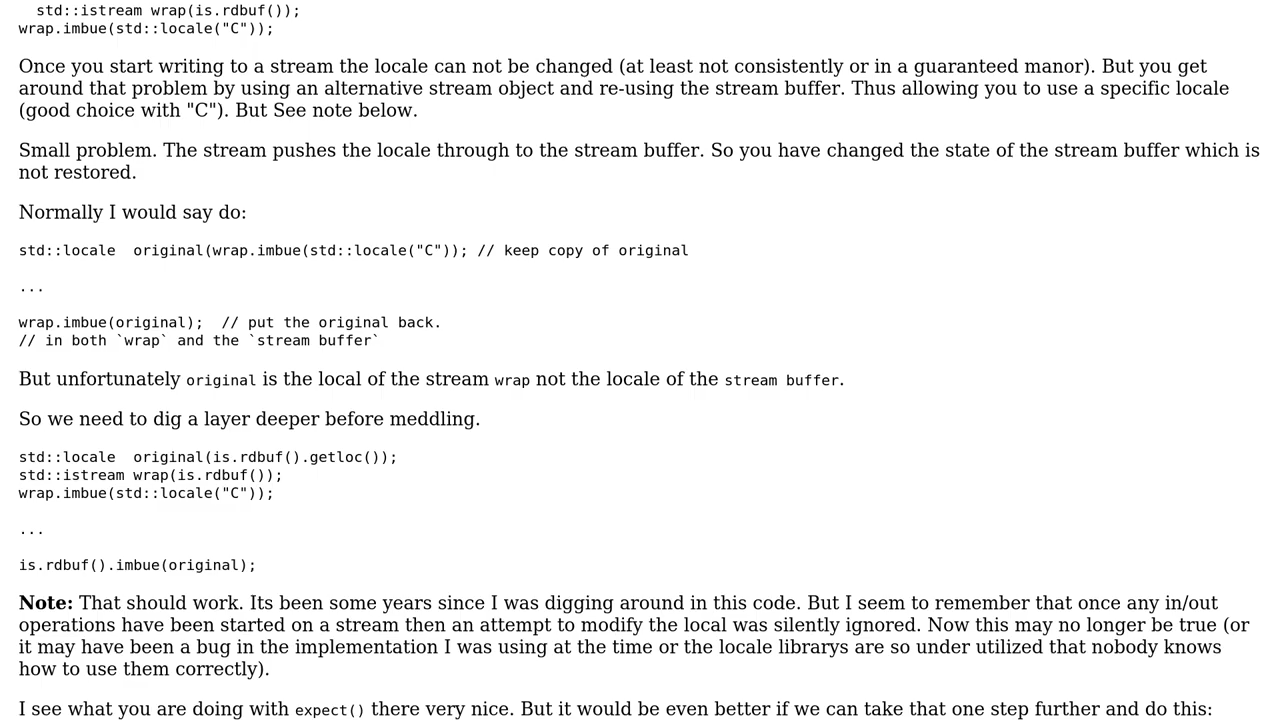 std::istream wrap(is.rdbuf());
wrap.imbue(std::locale("C"));
Once you start writing to a stream the locale can not be changed (at least not consistently or in a guaranteed manor). But you get
around that problem by using an alternative stream object and re-using the stream buffer. Thus allowing you to use a specific locale
(good choice with "C"). But See note below.
Small problem. The stream pushes the locale through to the stream buffer. So you have changed the state of the stream buffer which is
not restored.
Normally I would say do:
std::locale  original(wrap.imbue(std::locale("C")); // keep copy of original
...
wrap.imbue(original);  // put the original back.
// in both `wrap` and the `stream buffer`
But unfortunately original is the local of the stream wrap not the locale of the stream buffer.
So we need to dig a layer deeper before meddling.
std::locale  original(is.rdbuf().getloc());
std::istream wrap(is.rdbuf());
wrap.imbue(std::locale("C"));
...
is.rdbuf().imbue(original);
Note: That should work. Its been some years since I was digging around in this code. But I seem to remember that once any in/out
operations have been started on a stream then an attempt to modify the local was silently ignored. Now this may no longer be true (or
it may have been a bug in the implementation I was using at the time or the locale librarys are so under utilized that nobody knows
how to use them correctly).
I see what you are doing with expect() there very nice. But it would be even better if we can take that one step further and do this: